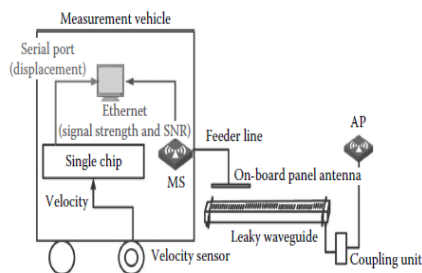 Measurement vehicle
Serial port
(displacement)
Ethernet
(signal strength and SNR)
Feeder line
AP
Single chip
MS
On-board panel antenna
Velocity
Leaky waveguide
Velocity sensor
Coupling unit